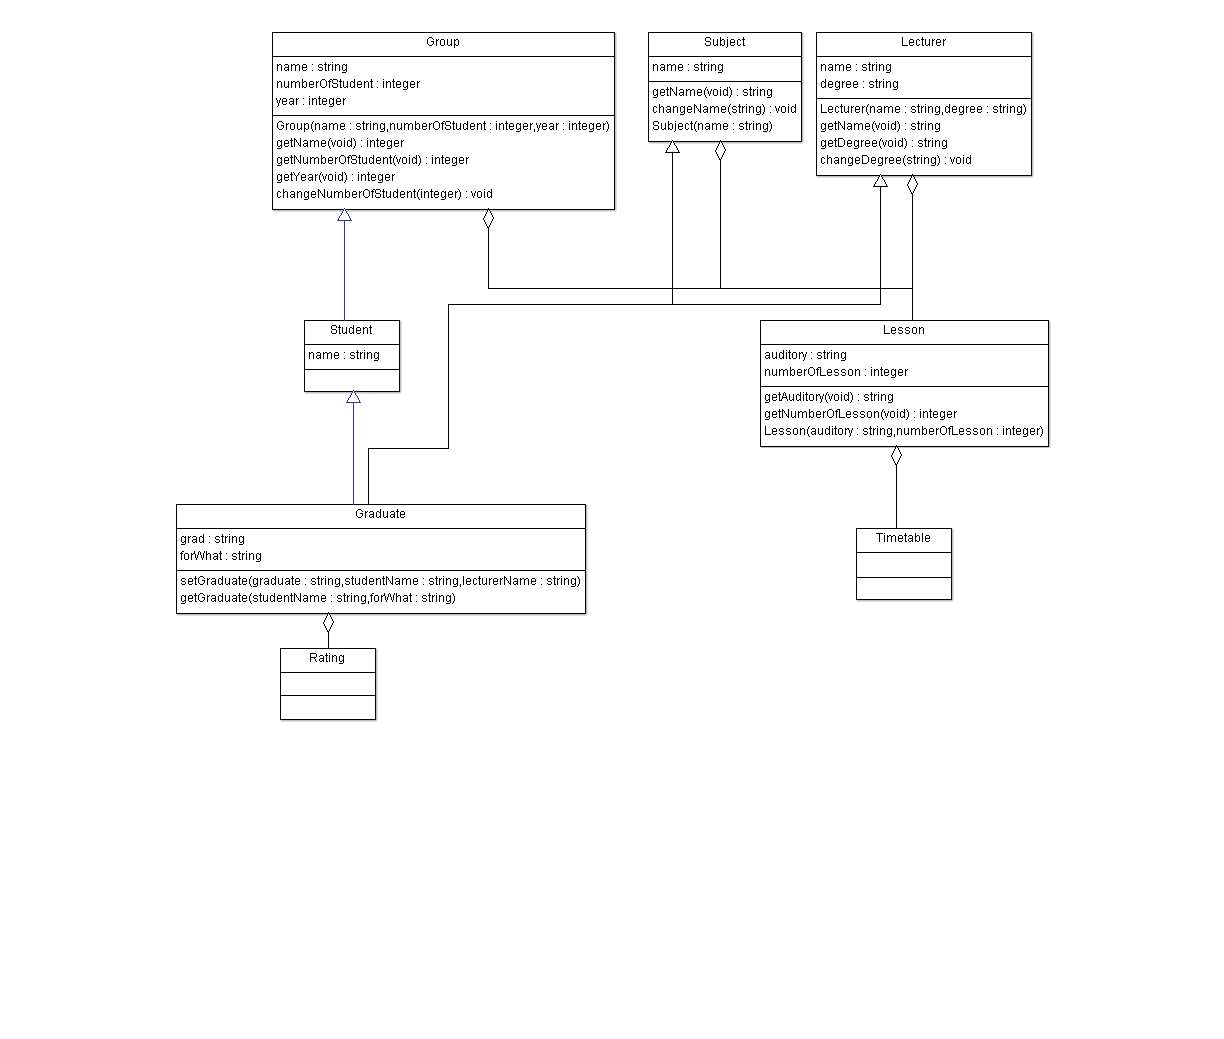 Group
name : string
numberOfStudent : integer
year : integer
Group(name : string,numberOfStudent : integer,year : integer)
getName(void) : integer
getNumberOfStudent(void) : integer
getYear(void) : integer
changeNumberOfStudent(integer) : void
Subject
name : string
getName(void) : string
changeName(string) : void
Subject(name : string)
Lecturer
name : string
degree : string
Lecturer(name : string,degree : string)
getName(void) : string
getDegree(void) : string
changeDegree(string) : void
Student
name : string
Lesson
auditory : string
numberOfLesson : integer
getAuditory(void) : string
getNumberOfLesson(void) : integer
Lesson(auditory : string,numberOfLesson : integer)
Graduate
grad : string
forWhat : string
setGraduate(graduate : string,studentName : string,lecturerName : string)
getGraduate(studentName : string,forWhat : string)
Timetable
Rating